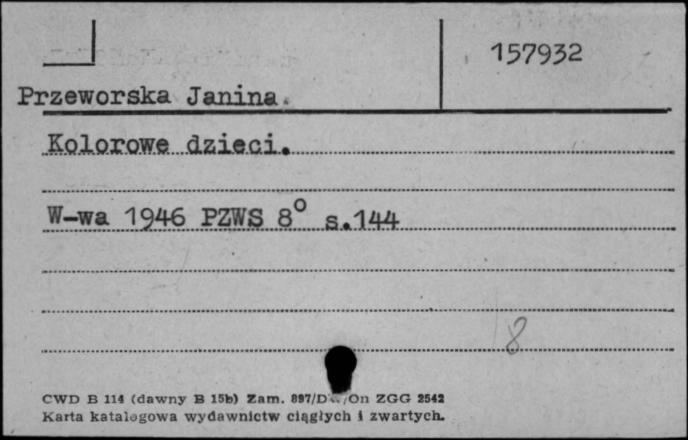 157932
Przeworska Janina.
Kolorowe dzieci.
W-wa 1946 PZWS 8° s.144
8
CWD B 114 (dawny B 15b) Zam. 897/D /On ZGG 2542
Karta katalogowa wydawnictw ciągłych i zwartych.